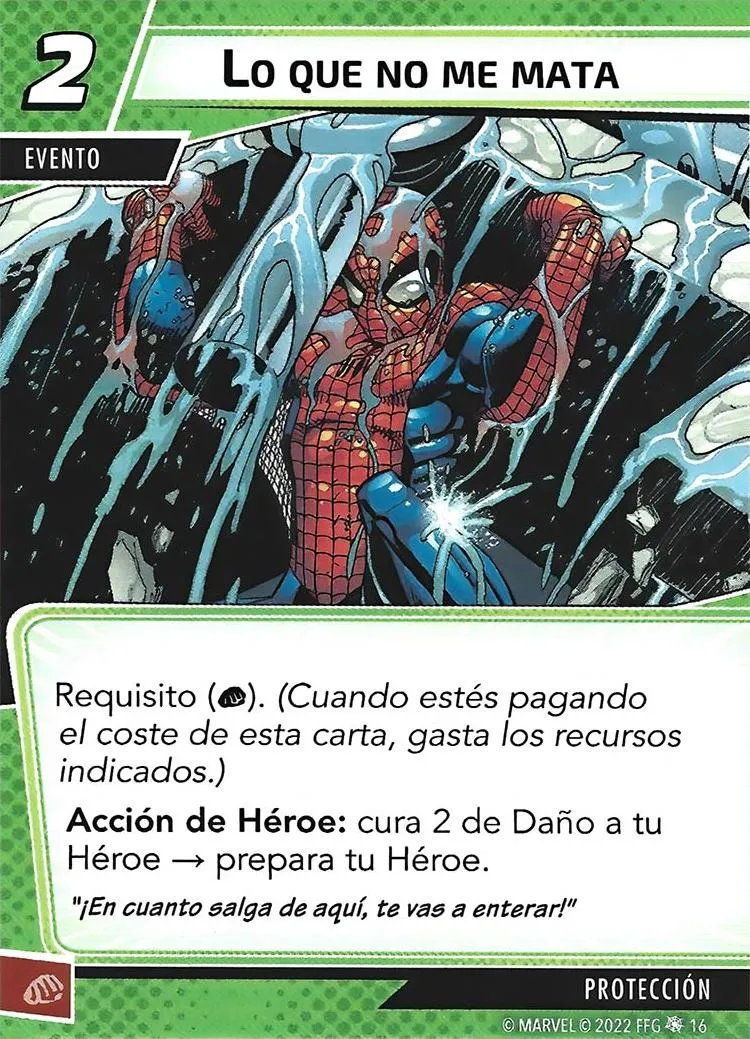 2
LO QUE NO ME MATA
EVENTO
Requisito (). (Cuando estés pagando
el coste de esta carta, gasta los recursos
indicados.)
Acción de Héroe: cura 2 de Daño a tu
Héroe → prepara tu Héroe.
"¡En cuanto salga de aquí, te vas a enterar!"
PROTECCIÓN
© MARVEL © 2022 FFG 16